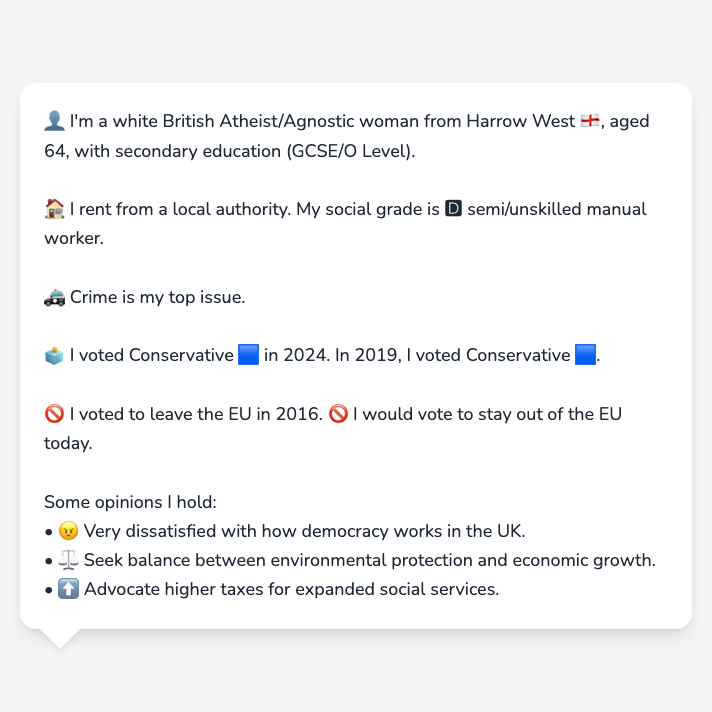 👤 I'm a white British Atheist/Agnostic woman from Harrow West 🏴󠁧󠁢󠁥󠁮󠁧󠁿, aged
64, with secondary education (GCSE/O Level).
🏠 I rent from a local authority. My social grade is 🅳 semi/unskilled manual
worker.
🚓 Crime is my top issue.
🗳️ I voted Conservative 🟦 in 2024. In 2019, I voted Conservative 🟦.
🚫 I voted to leave the EU in 2016. 🚫 I would vote to stay out of the EU
today.
Some opinions I hold:
• 😠 Very dissatisfied with how democracy works in the UK.
• ⚖️ Seek balance between environmental protection and economic growth.
• ⬆️ Advocate higher taxes for expanded social services.